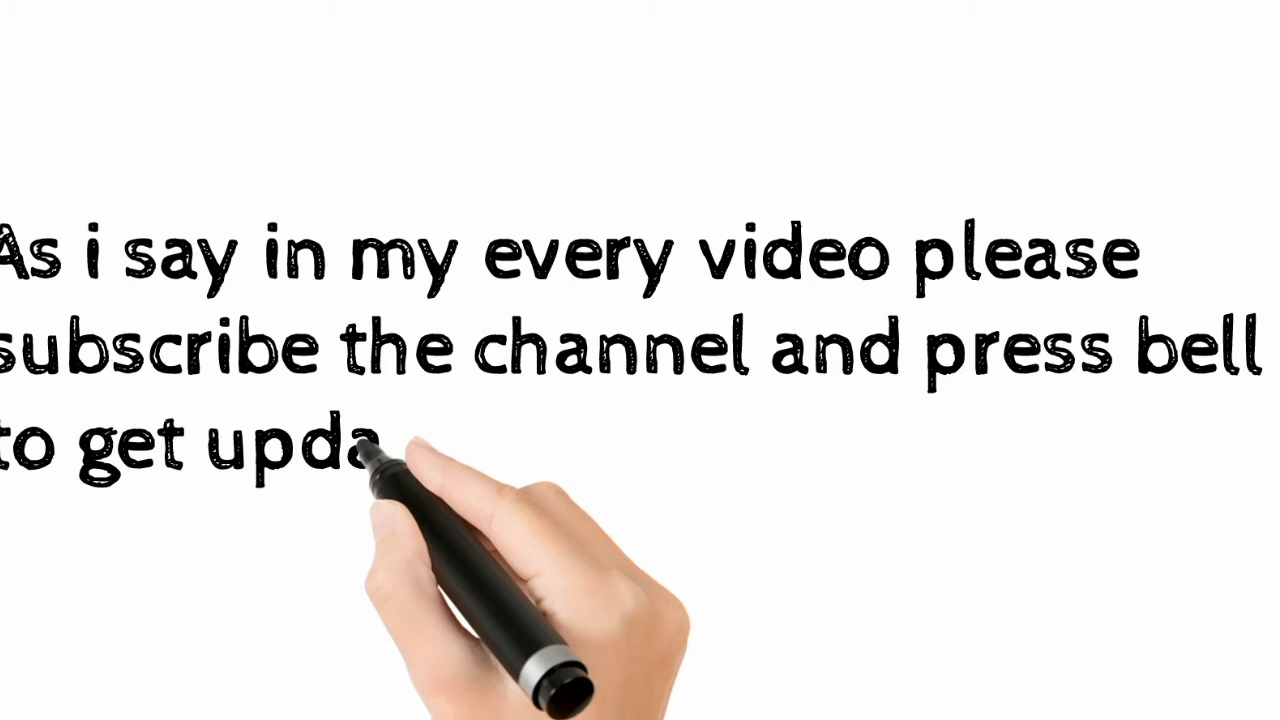 As i say in my every video please
subscribe the channel and press bell
to get upda